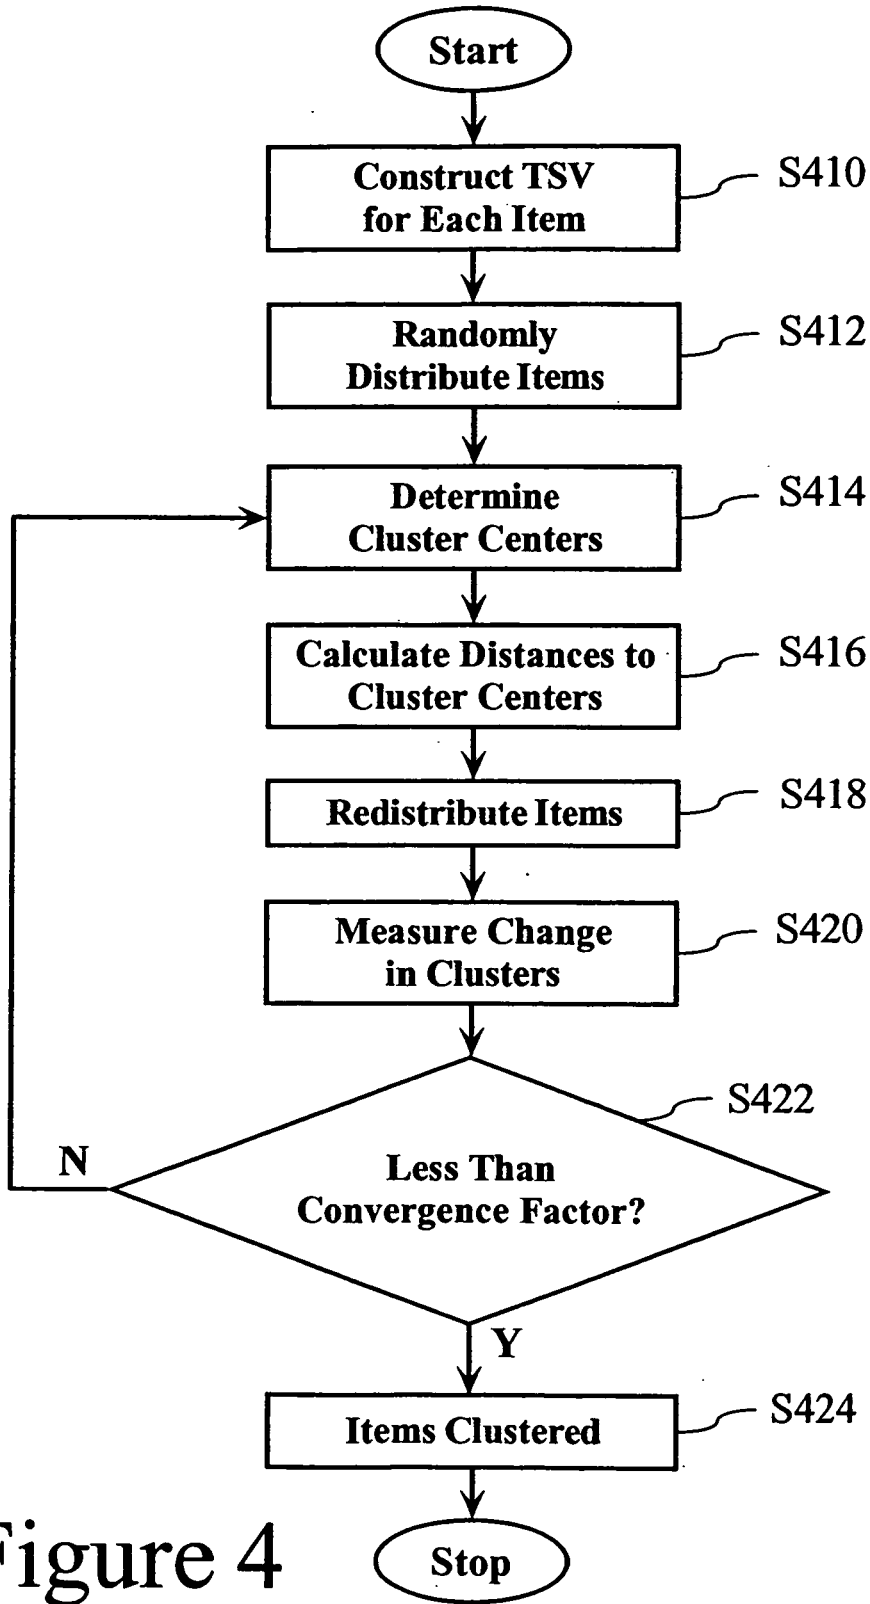 Start
Construct TSV
for Each Item
S410
Randomly
Distribute Items
S412
Determine
Cluster Centers
S414
Calculate Distances to
Cluster Centers
S416
Redistribute Items
S418
Measure Change
in Clusters
S420
Less Than
Convergence Factor?
S422
N
Y
Items Clustered
S424
Stop
Figure 4